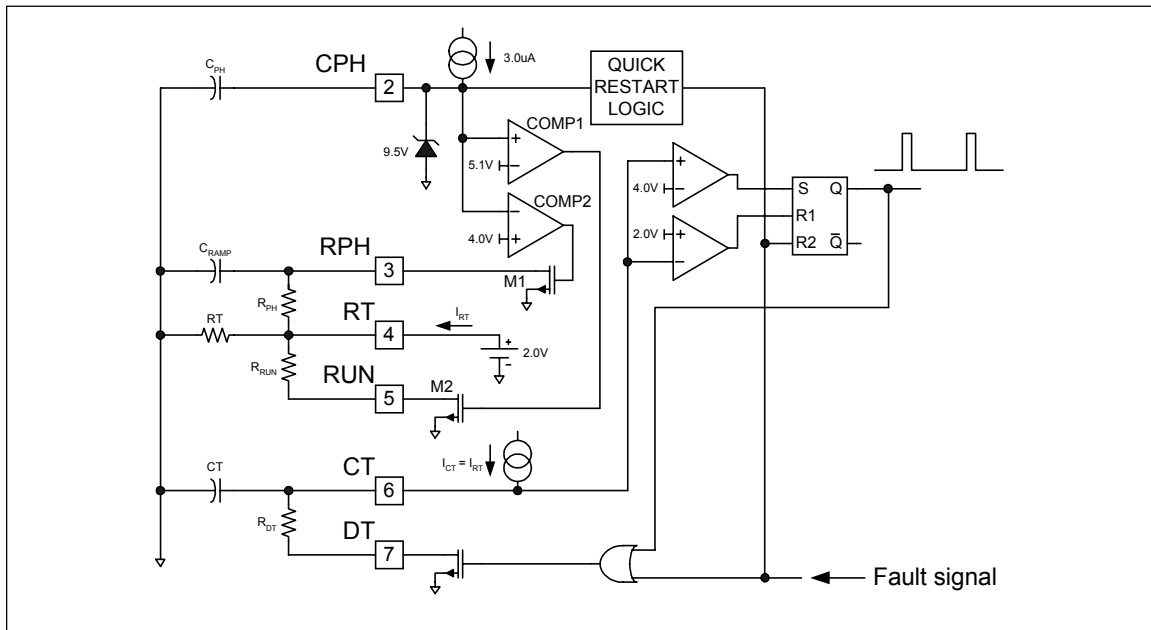 C_PH
CPH
2
3.0uA
QUICK
RESTART
LOGIC
9.5V
COMP1
+
5.1V
−
COMP2
−
4.0V
+
+
4.0V
−
2.0V
+
−
S Q
R1
R2 Q̅
C_RAMP
RPH
3
M1
R_PH
RT
RT
4
I_RT
+
2.0V
−
R_RUN
RUN
5
M2
CT
CT
6
I_CT = I_RT
R_DT
DT
7
Fault signal